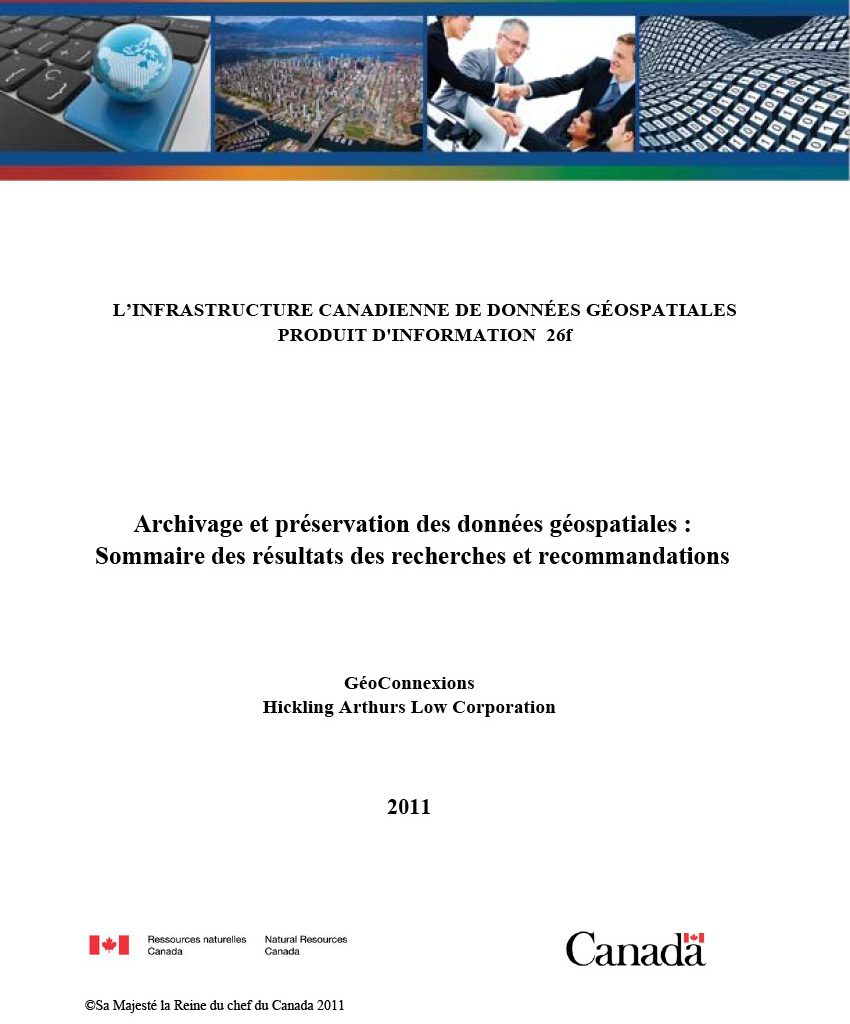 L’INFRASTRUCTURE CANADIENNE DE DONNÉES GÉOSPATIALES
PRODUIT D'INFORMATION 26f
Archivage et préservation des données géospatiales :
Sommaire des résultats des recherches et recommandations
GéoConnexions
Hickling Arthurs Low Corporation
2011
Ressources naturelles Natural Resources
Canada Canada
Canada
©Sa Majesté la Reine du chef du Canada 2011